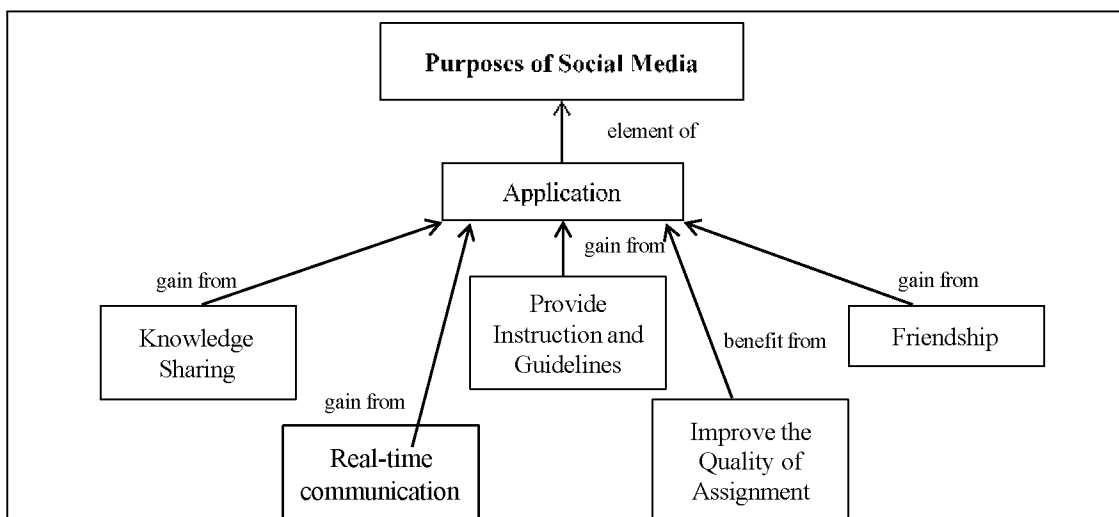 Purposes of Social Media
element of
Application
gain from
gain from
gain from
Knowledge
Sharing
Provide
Instruction and
Guidelines
benefit from
Friendship
gain from
Real-time
communication
Improve the
Quality of
Assignment